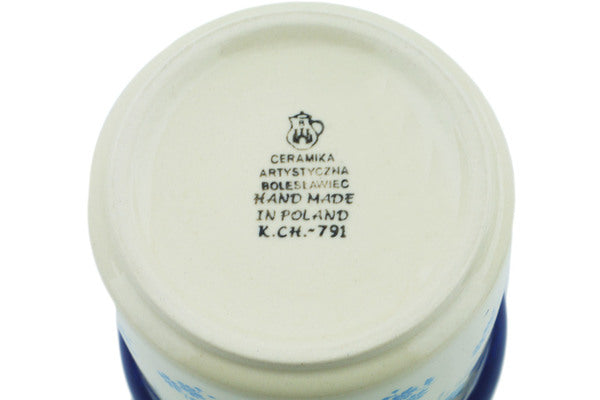 CERAMIKA
ARTYSTYCZNA
BOLESŁAWIEC
HAND MADE
IN POLAND
K.CH.-791